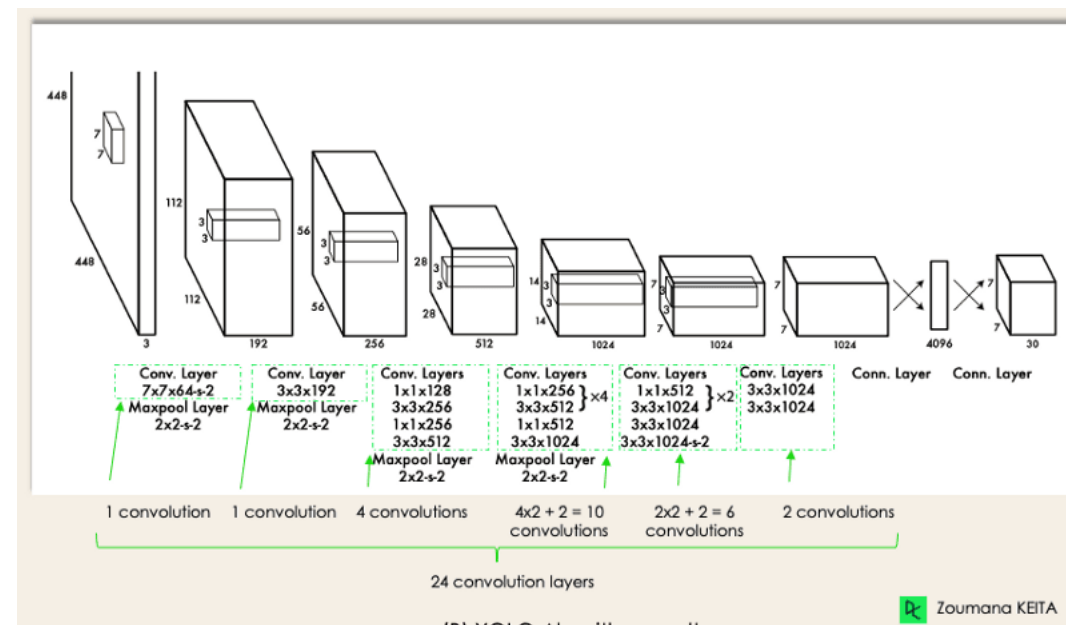 448
7
7
448
3
112
3
3
112
192
56
3
3
56
256
28
3
3
28
512
14
3
3
14
1024
7
3
3
7
1024
7
7
1024
4096
7
7
30
Conv. Layer
7x7x64-s-2
Maxpool Layer
2x2-s-2
Conv. Layer
3x3x192
Maxpool Layer
2x2-s-2
Conv. Layers
1x1x128
3x3x256
1x1x256
3x3x512
Maxpool Layer
2x2-s-2
Conv. Layers
1x1x256
3x3x512
}×4
1x1x512
3x3x1024
Maxpool Layer
2x2-s-2
Conv. Layers
1x1x512
3x3x1024
}×2
3x3x1024
3x3x1024-s-2
Conv. Layers
3x3x1024
3x3x1024
Conn. Layer
Conn. Layer
1 convolution
1 convolution
4 convolutions
4x2 + 2 = 10
convolutions
2x2 + 2 = 6
convolutions
2 convolutions
24 convolution layers
Zoumana KEITA